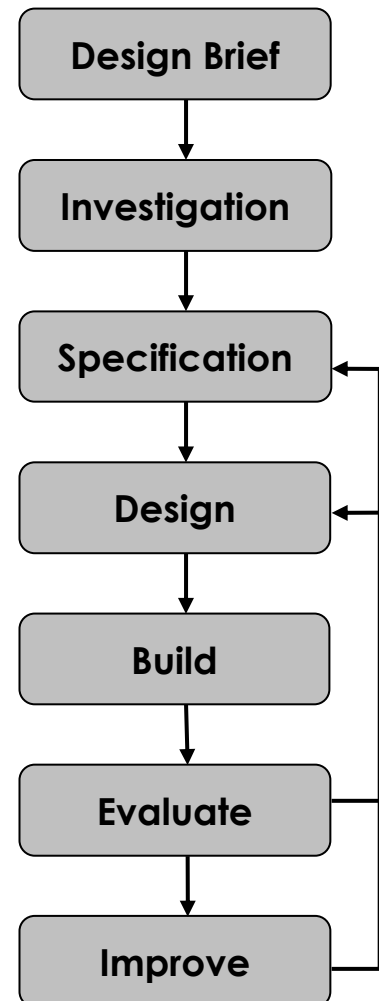 Design Brief
Investigation
Specification
Design
Build
Evaluate
Improve